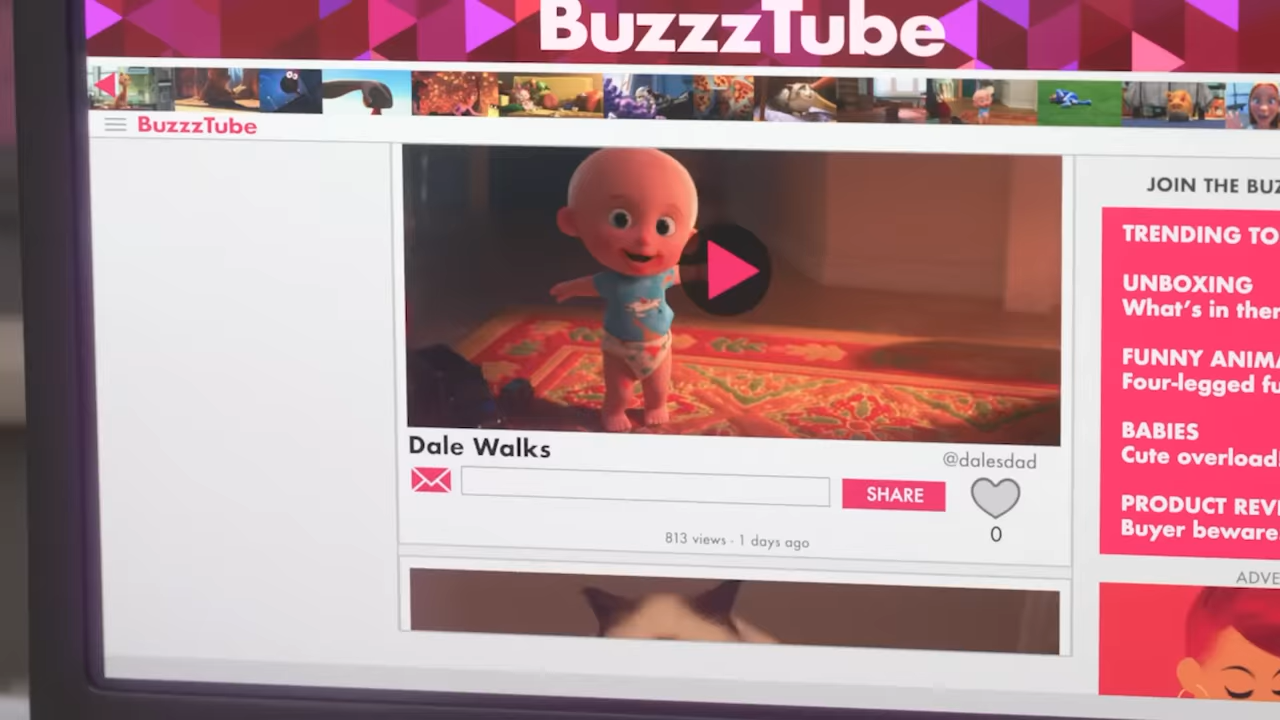 BuzzzTube
BuzzzTube
JOIN THE BUZ
TRENDING TO
UNBOXING
What's in ther
FUNNY ANIMA
Four-legged fu
BABIES
Cute overload!
PRODUCT REVI
Buyer beware.
Dale Walks
@dalesdad
SHARE
0
813 views · 1 days ago
ADVE